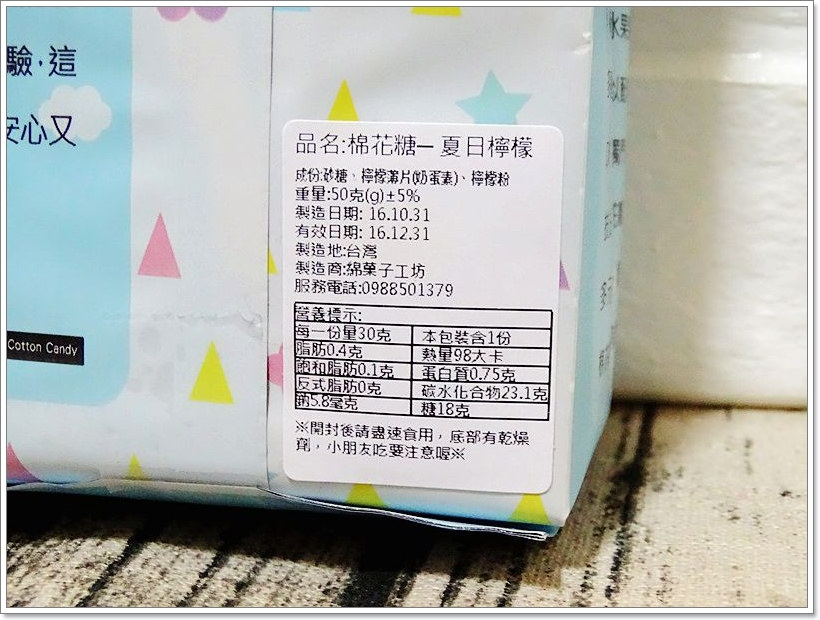 驗,這
安心又
Cotton Candy
品名:棉花糖─ 夏日檸檬
成份:砂糖、檸檬薄片(奶蛋素)、檸檬粉
重量:50克(g)±5%
製造日期: 16.10.31
有效日期: 16.12.31
製造地:台灣
製造商:綿菓子工坊
服務電話:0988501379
營養標示:
每一份量30克 本包裝含1份
脂肪0.4克 熱量98大卡
飽和脂肪0.1克 蛋白質0.75克
反式脂肪0克 碳水化合物23.1克
鈉5.8毫克 糖18克
※開封後請盡速食用，底部有乾燥
劑，小朋友吃要注意喔※
水果